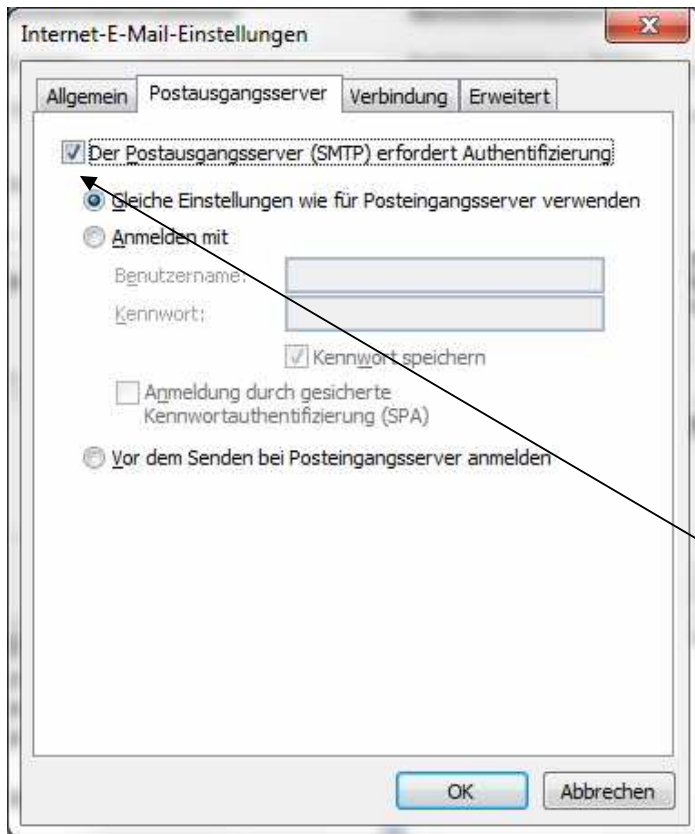 Internet-E-Mail-Einstellungen
Allgemein Postausgangsserver Verbindung Erweitert
Der Postausgangsserver (SMTP) erfordert Authentifizierung
Gleiche Einstellungen wie für Posteingangsserver verwenden
Anmelden mit
Benutzername:
Kennwort:
Kennwort speichern
Anmeldung durch gesicherte
Kennwortauthentifizierung (SPA)
Vor dem Senden bei Posteingangsserver anmelden
OK Abbrechen